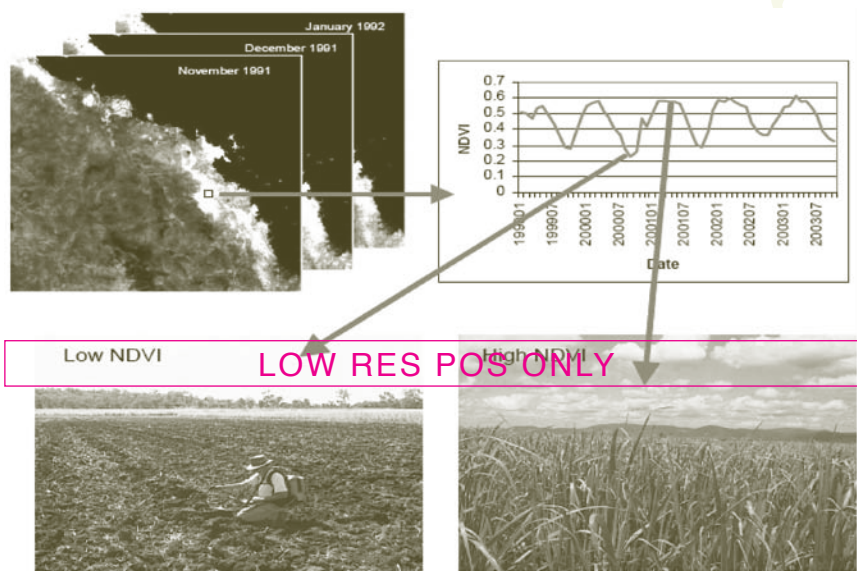 January 1992
December 1991
November 1991
0.7
0.6
0.5
0.4
0.3
0.2
0.1
0
NDVI
199901
199907
200001
200007
200101
200107
200201
200207
200301
200307
Date
Low NDVI
High NDVI
LOW RES POS ONLY